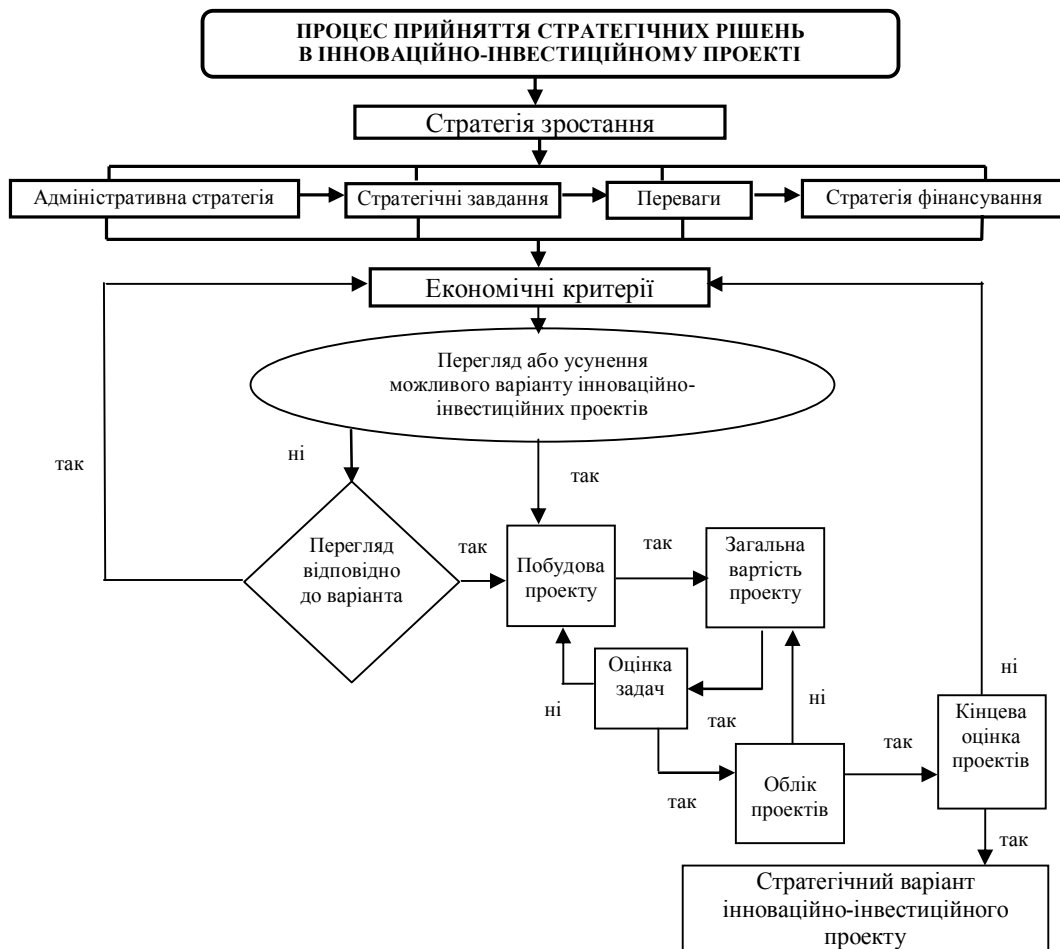 ПРОЦЕС ПРИЙНЯТТЯ СТРАТЕГІЧНИХ РІШЕНЬ
В ІННОВАЦІЙНО-ІНВЕСТИЦІЙНОМУ ПРОЕКТІ
Стратегія зростання
Адміністративна стратегія
Стратегічні завдання
Переваги
Стратегія фінансування
Економічні критерії
Перегляд або усунення
можливого варіанту інноваційно-
інвестиційних проектів
так
ні
так
Перегляд
відповідно
до варіанта
так
Побудова
проекту
так
Загальна
вартість
проекту
ні
Оцінка
задач
так
ні
ні
Кінцева
оцінка
проектів
так
Облік
проектів
так
так
Стратегічний варіант
інноваційно-інвестиційного
проекту